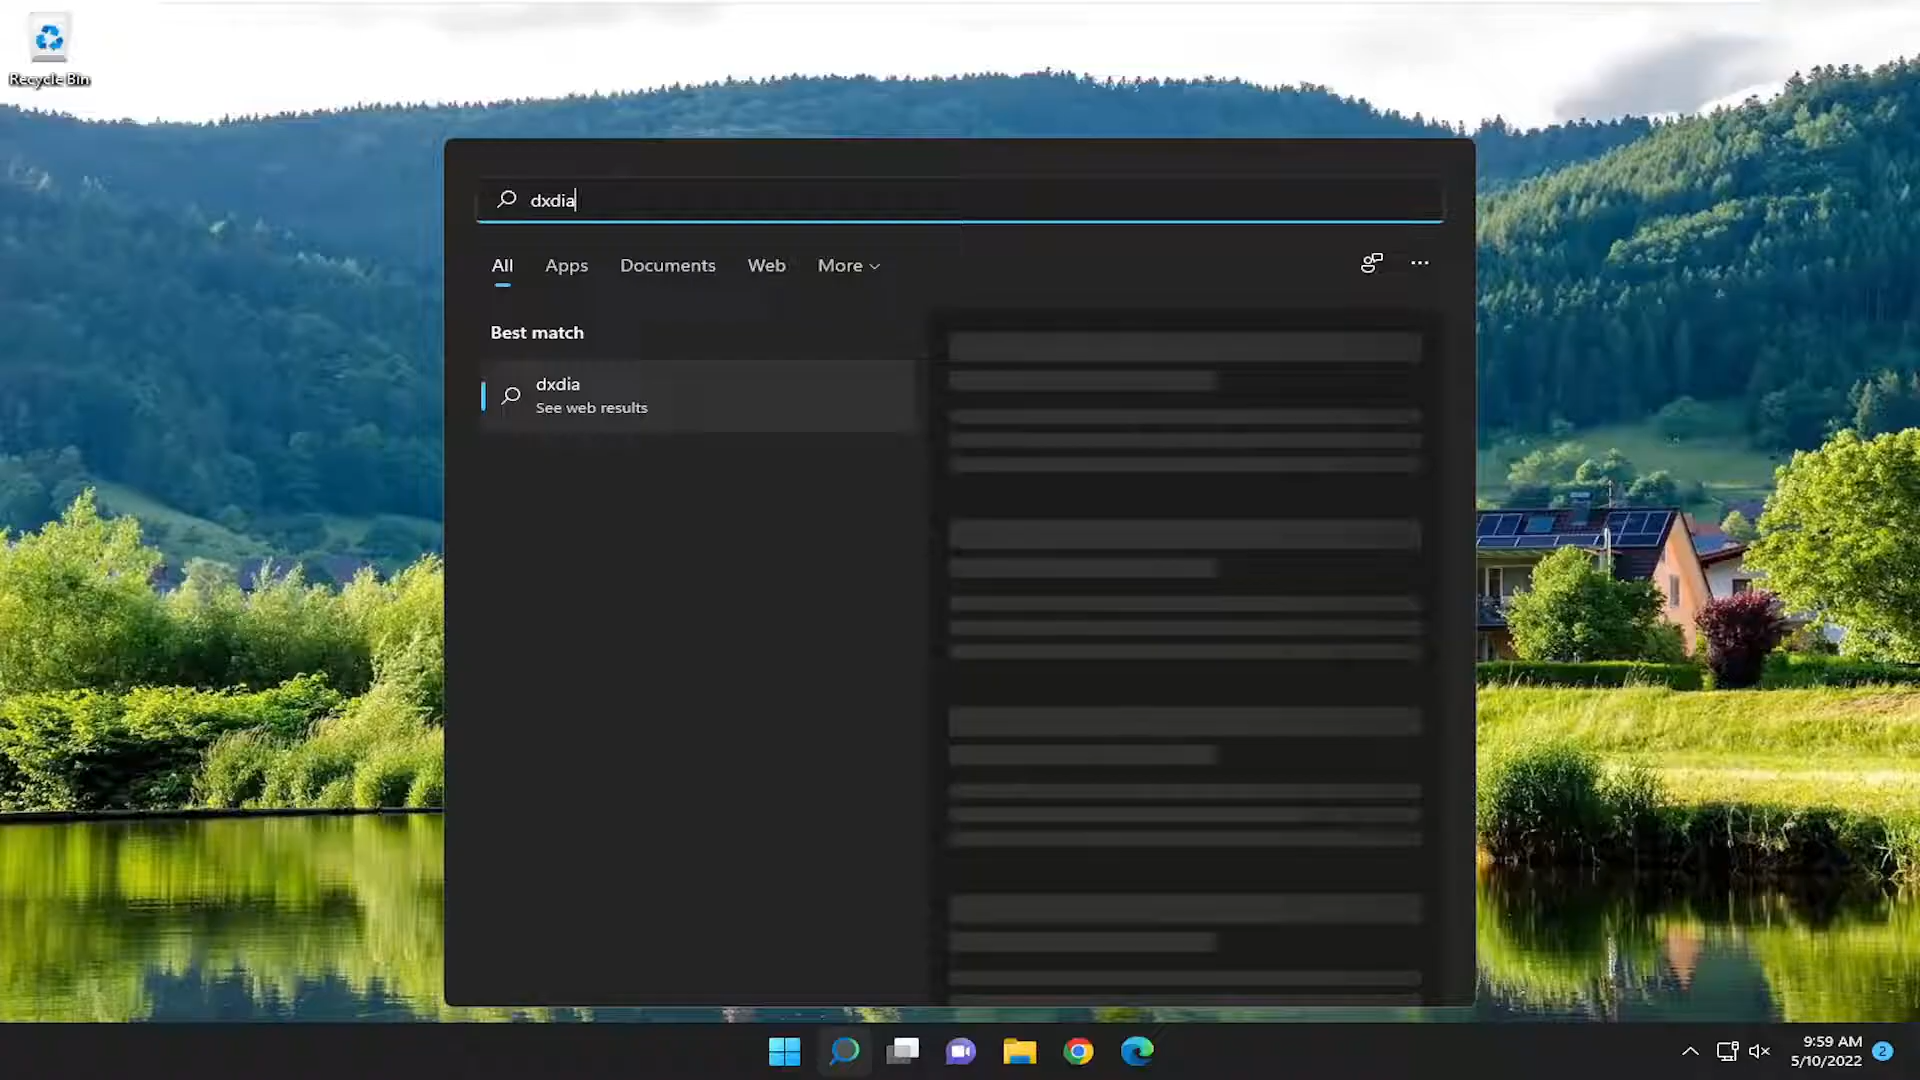 Recycle Bin
dxdia
All Apps Documents Web More
Best match
dxdia
See web results
9:59 AM
5/10/2022
2